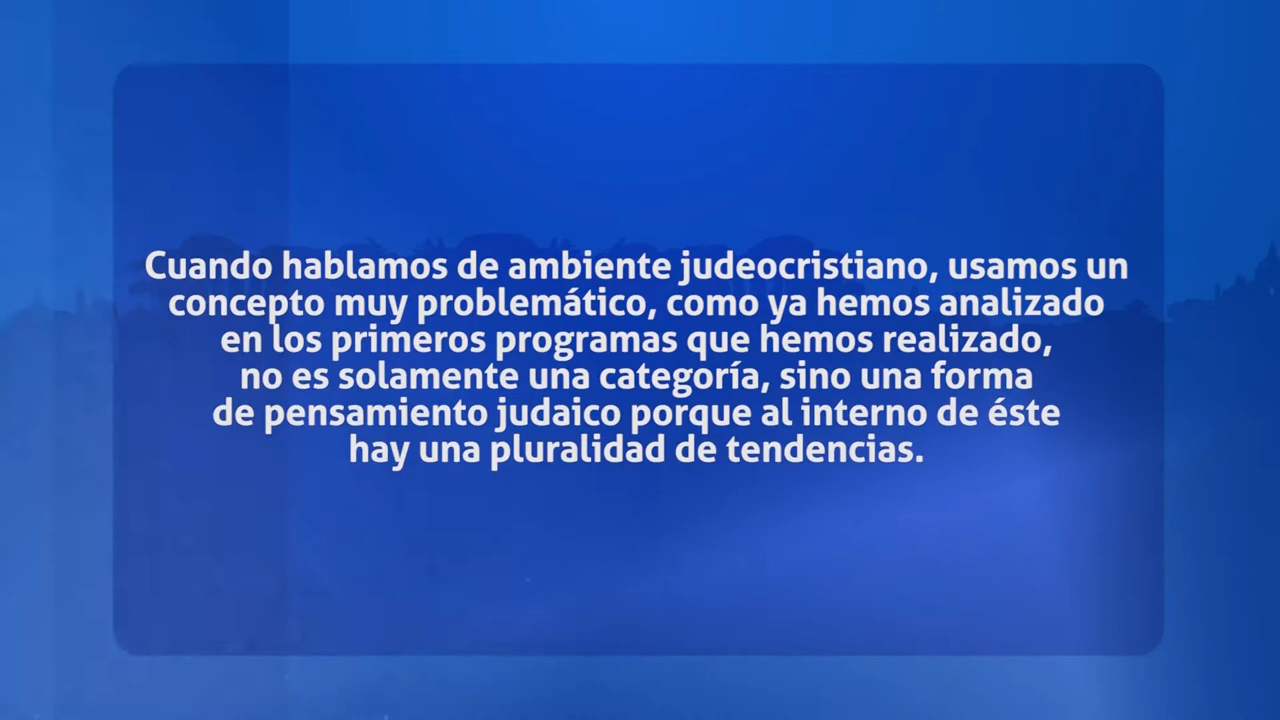 Cuando hablamos de ambiente judeocristiano, usamos un
concepto muy problemático, como ya hemos analizado
en los primeros programas que hemos realizado,
no es solamente una categoría, sino una forma
de pensamiento judaico porque al interno de éste
hay una pluralidad de tendencias.